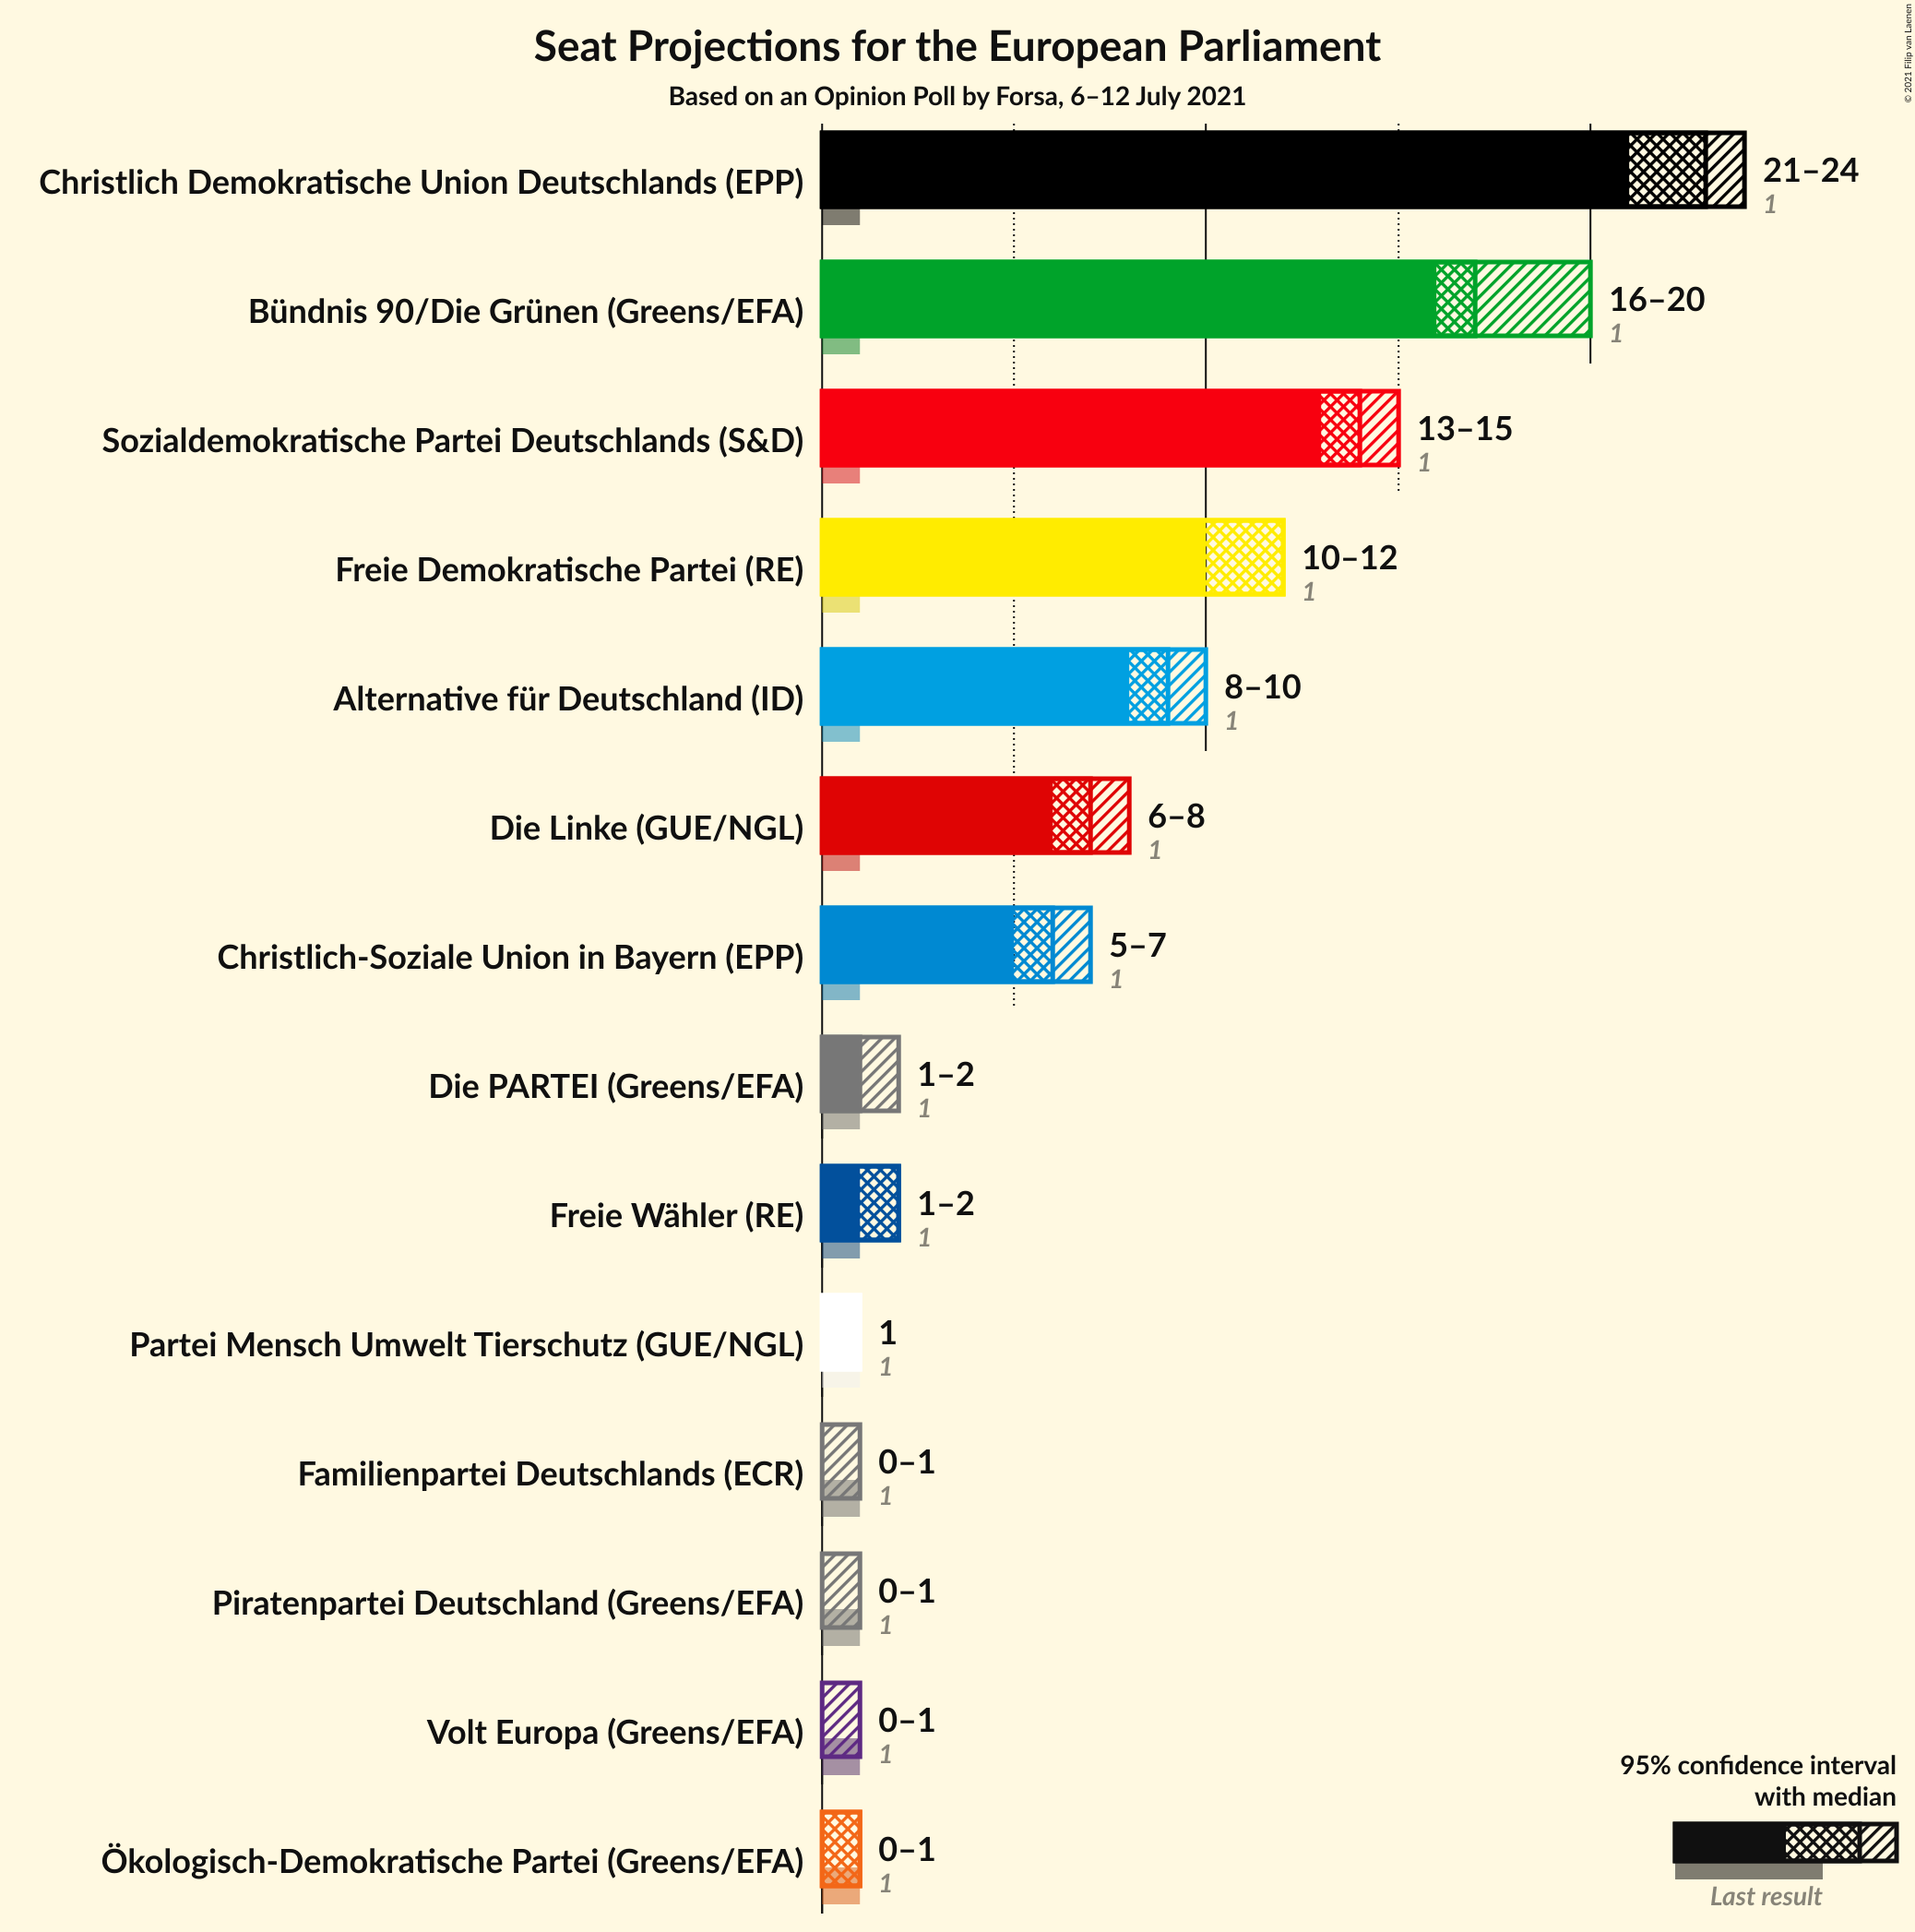 Seat Projections for the European Parliament
Based on an Opinion Poll by Forsa, 6–12 July 2021
© 2021 Filip van Laenen
Christlich Demokratische Union Deutschlands (EPP)
21–24
1
Bündnis 90/Die Grünen (Greens/EFA)
16–20
1
Sozialdemokratische Partei Deutschlands (S&D)
13–15
1
Freie Demokratische Partei (RE)
10–12
1
Alternative für Deutschland (ID)
8–10
1
Die Linke (GUE/NGL)
6–8
1
Christlich-Soziale Union in Bayern (EPP)
5–7
1
Die PARTEI (Greens/EFA)
1–2
1
Freie Wähler (RE)
1–2
1
Partei Mensch Umwelt Tierschutz (GUE/NGL)
1
1
Familienpartei Deutschlands (ECR)
0–1
1
Piratenpartei Deutschland (Greens/EFA)
0–1
1
Volt Europa (Greens/EFA)
0–1
1
Ökologisch-Demokratische Partei (Greens/EFA)
0–1
1
95% confidence interval
with median
Last result